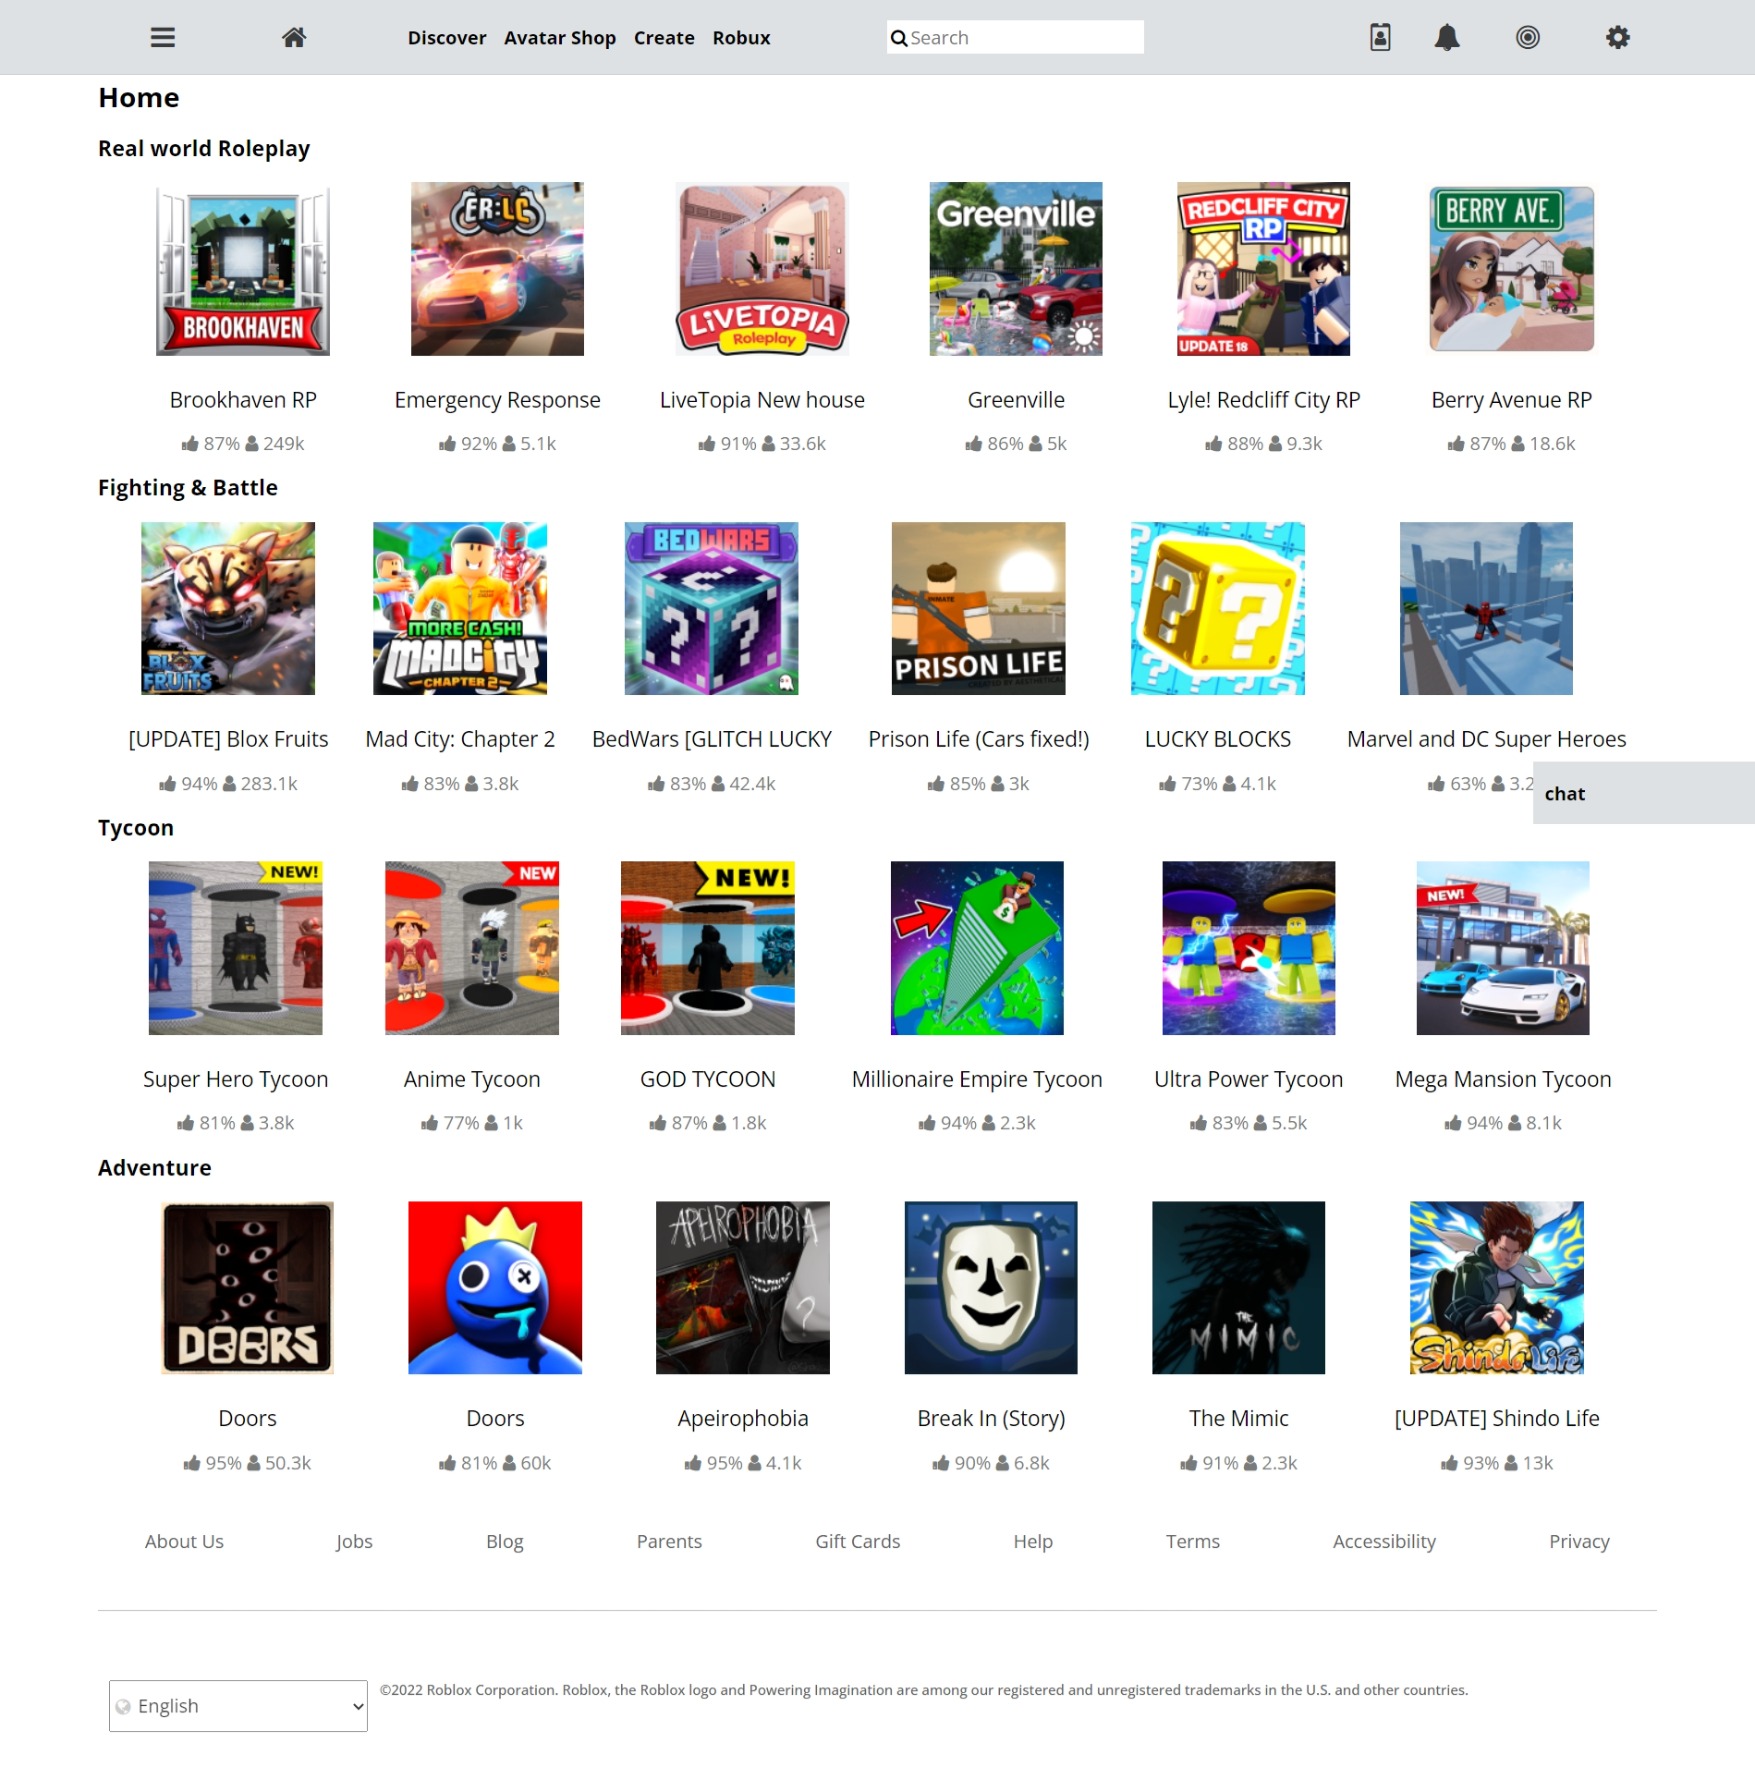 Discover Avatar Shop Create Robux Search
Home
Real world Roleplay
BROOKHAVEN
ER:LC
LiVETOPIA
Roleplay
Greenville
REDCLIFF CITY
RP
UPDATE 18
BERRY AVE.
Brookhaven RP
Emergency Response
LiveTopia New house
Greenville
Lyle! Redcliff City RP
Berry Avenue RP
87% 249k
92% 5.1k
91% 33.6k
86% 5k
88% 9.3k
87% 18.6k
Fighting & Battle
BLOX
FRUITS
MORE CASH!
MADCITY
CHAPTER 2
BEDWARS
? ?
INMATE
PRISON LIFE
CREATED BY AESTHETICAL
? ?
[UPDATE] Blox Fruits
Mad City: Chapter 2
BedWars [GLITCH LUCKY
Prison Life (Cars fixed!)
LUCKY BLOCKS
Marvel and DC Super Heroes
94% 283.1k
83% 3.8k
83% 42.4k
85% 3k
73% 4.1k
63% 3.2
chat
Tycoon
NEW!
NEW
NEW!
$
NEW!
Super Hero Tycoon
Anime Tycoon
GOD TYCOON
Millionaire Empire Tycoon
Ultra Power Tycoon
Mega Mansion Tycoon
81% 3.8k
77% 1k
87% 1.8k
94% 2.3k
83% 5.5k
94% 8.1k
Adventure
DOORS
APEIROPHOBIA
?
THE
MIMIC
Shindo Life
Doors
Doors
Apeirophobia
Break In (Story)
The Mimic
[UPDATE] Shindo Life
95% 50.3k
81% 60k
95% 4.1k
90% 6.8k
91% 2.3k
93% 13k
About Us Jobs Blog Parents Gift Cards Help Terms Accessibility Privacy
English
©2022 Roblox Corporation. Roblox, the Roblox logo and Powering Imagination are among our registered and unregistered trademarks in the U.S. and other countries.